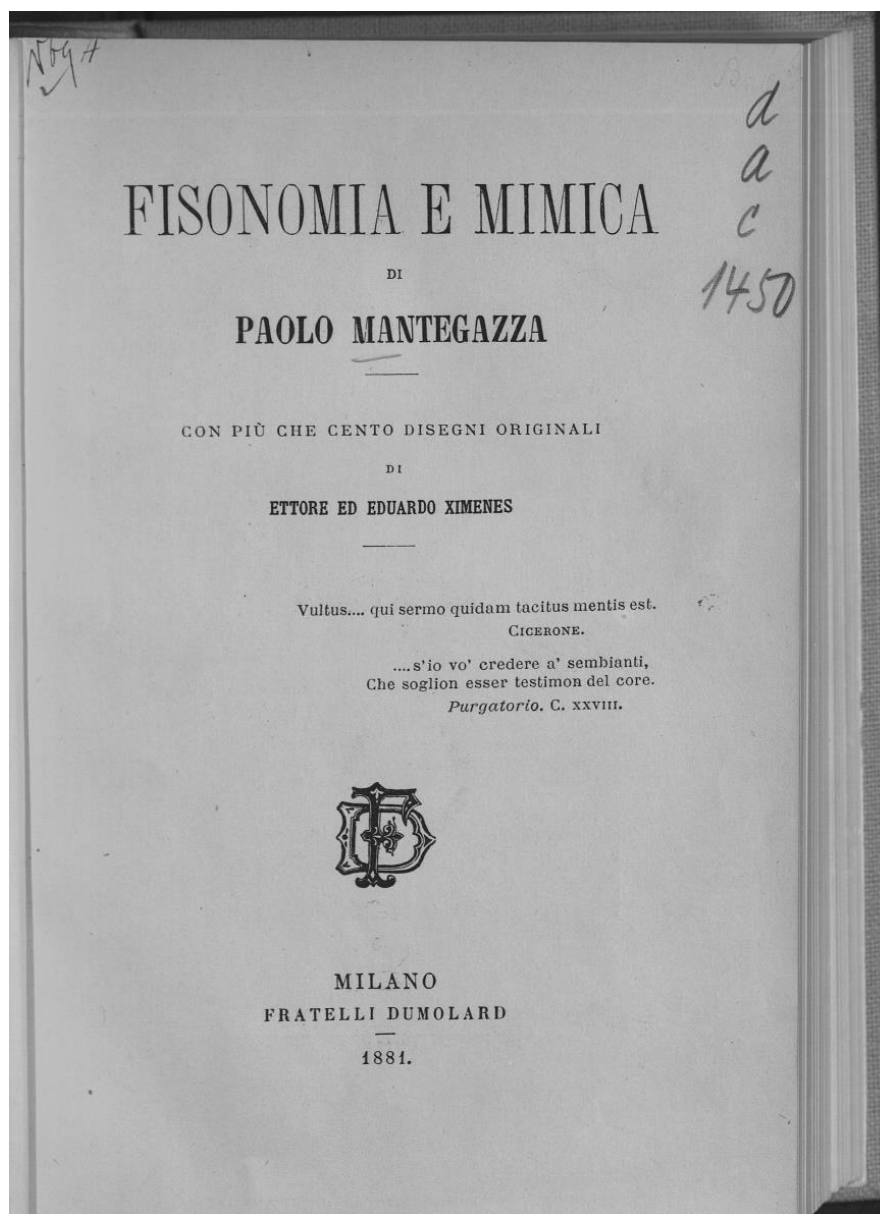 d
a
c
1450
FISONOMIA E MIMICA
DI
PAOLO MANTEGAZZA
CON PIÙ CHE CENTO DISEGNI ORIGINALI
DI
ETTORE ED EDUARDO XIMENES
Vultus.... qui sermo quidam tacitus mentis est.
CICERONE.
....s'io vo' credere a' sembianti,
Che soglion esser testimon del core.
Purgatorio. C. XXVIII.
MILANO
FRATELLI DUMOLARD
1881.